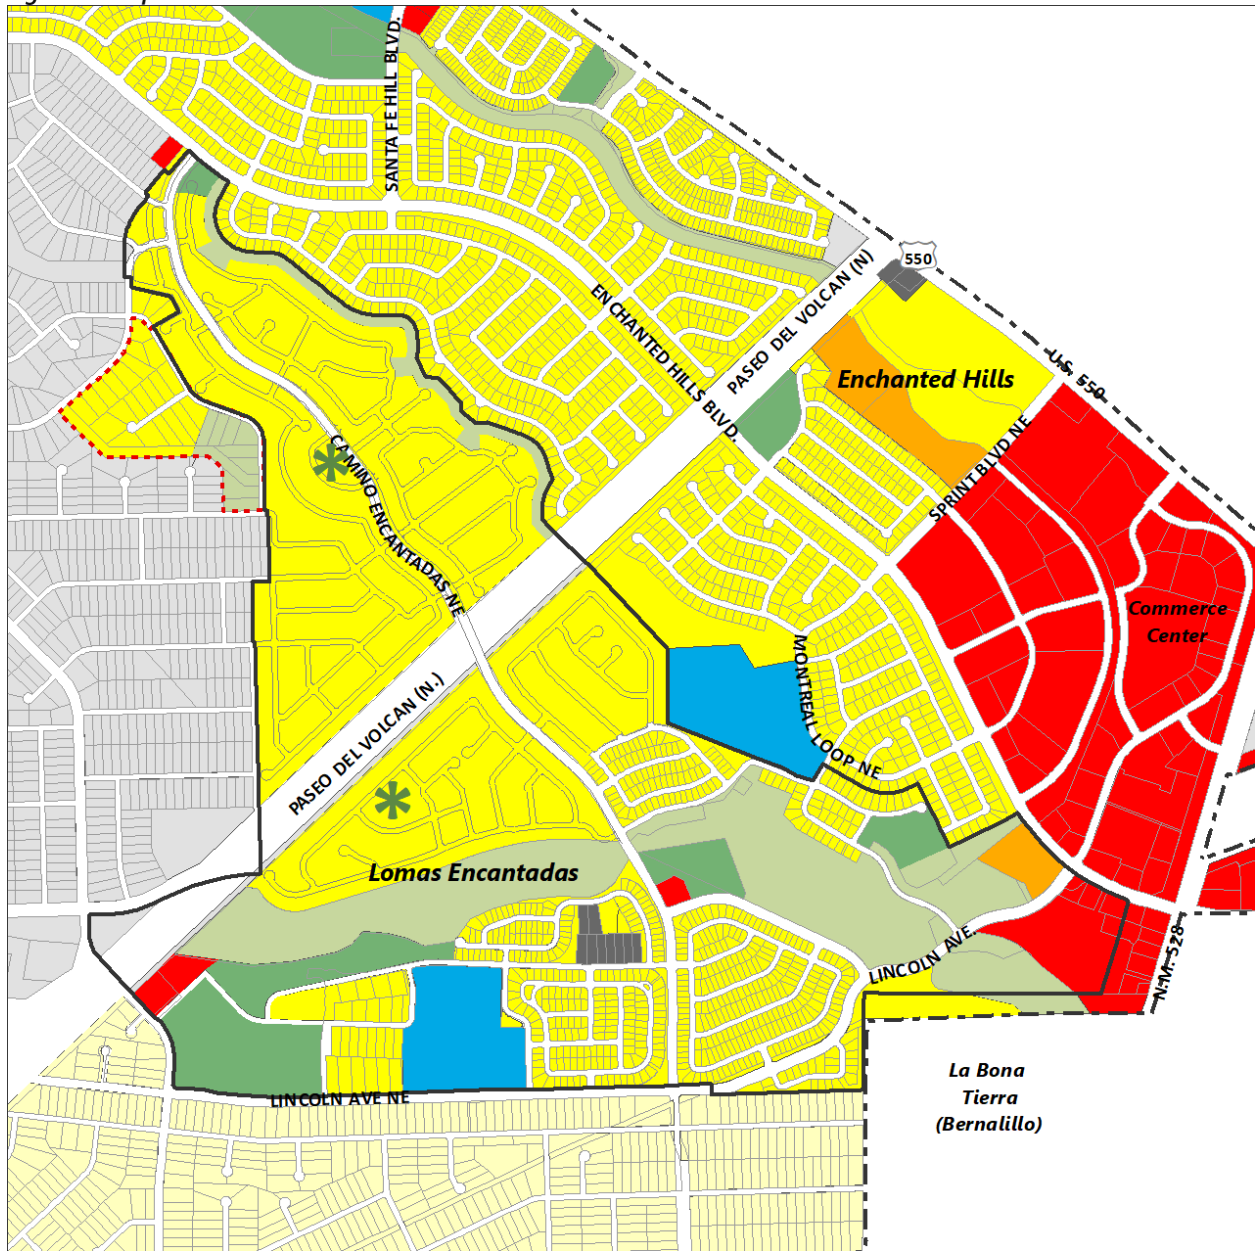 SANTA FE HILL BLVD.
550
PASEO DEL VOLCAN (N)
ENCHANTED HILLS BLVD.
U.S. 550
Enchanted Hills
SPRINT BLVD NE
CAMINO ENCANTADAS NE
Commerce
Center
MONTREAL LOOP NE
PASEO DEL VOLCAN (N.)
Lomas Encantadas
LINCOLN AVE.
N.M. 528
La Bona
Tierra
(Bernalillo)
LINCOLN AVE NE